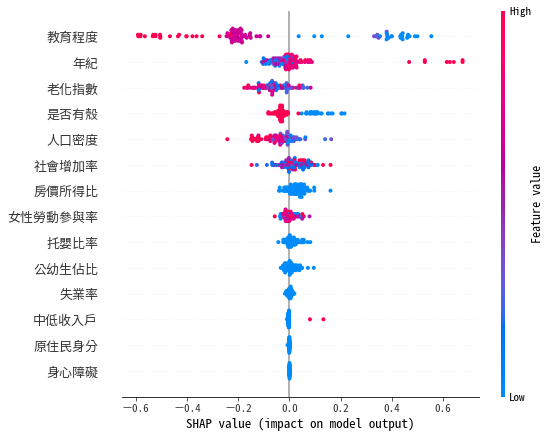 High
教育程度
年紀
老化指數
是否有殼
人口密度
社會增加率
房價所得比
女性勞動參與率
托嬰比率
公幼生佔比
失業率
中低收入戶
原住民身分
身心障礙
Feature value
Low
−0.6 −0.4 −0.2 0.0 0.2 0.4 0.6
SHAP value (impact on model output)